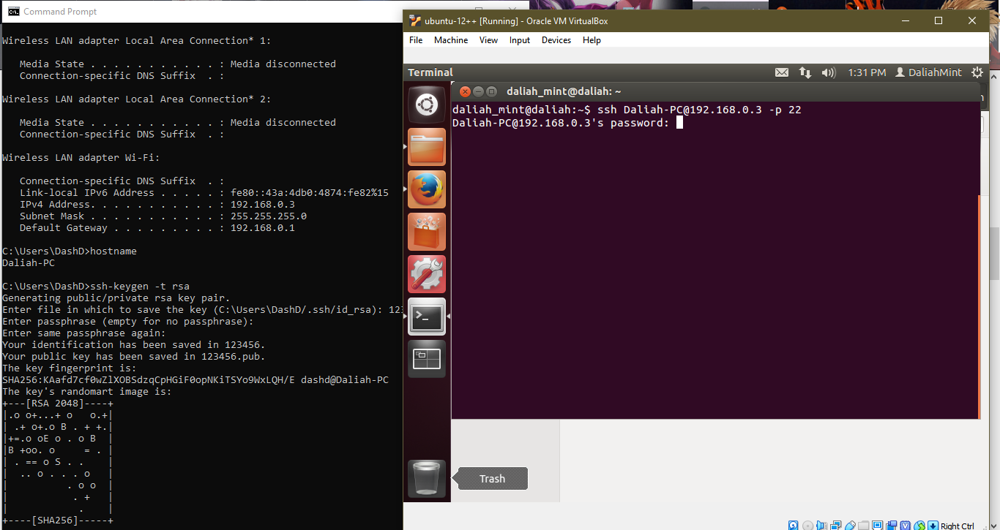 Command Prompt
Wireless LAN adapter Local Area Connection* 1:
Media State . . . . . . . . . . . : Media disconnected
Connection-specific DNS Suffix  . :
Wireless LAN adapter Local Area Connection* 2:
Media State . . . . . . . . . . . : Media disconnected
Connection-specific DNS Suffix  . :
Wireless LAN adapter Wi-Fi:
Connection-specific DNS Suffix  . :
Link-local IPv6 Address . . . . . : fe80::43a:4db0:4874:fe82%15
IPv4 Address. . . . . . . . . . . : 192.168.0.3
Subnet Mask . . . . . . . . . . . : 255.255.255.0
Default Gateway . . . . . . . . . : 192.168.0.1
C:\Users\DashD>hostname
Daliah-PC
C:\Users\DashD>ssh-keygen -t rsa
Generating public/private rsa key pair.
Enter file in which to save the key (C:\Users\DashD/.ssh/id_rsa): 123
Enter passphrase (empty for no passphrase):
Enter same passphrase again:
Your identification has been saved in 123456.
Your public key has been saved in 123456.pub.
The key fingerprint is:
SHA256:KAafd7cf0wZlXOBSdzqCpHGiF0opNKiTSYo9WxLQH/E dashd@Daliah-PC
The key's randomart image is:
+---[RSA 2048]----+
|.o o+...+ o   o.+|
| .+ o+.o B . + +.|
|+=.o oE o . o B  |
|B +oo. o     = . |
| . == o S . .    |
|  .. o . . . o   |
|          . o o  |
|           . +   |
|            .    |
+----[SHA256]-----+
ubuntu-12++ [Running] - Oracle VM VirtualBox
File Machine View Input Devices Help
Terminal 1:31 PM DaliahMint
daliah_mint@daliah: ~
daliah_mint@daliah:~$ ssh Daliah-PC@192.168.0.3 -p 22
Daliah-PC@192.168.0.3's password:
Trash
Right Ctrl